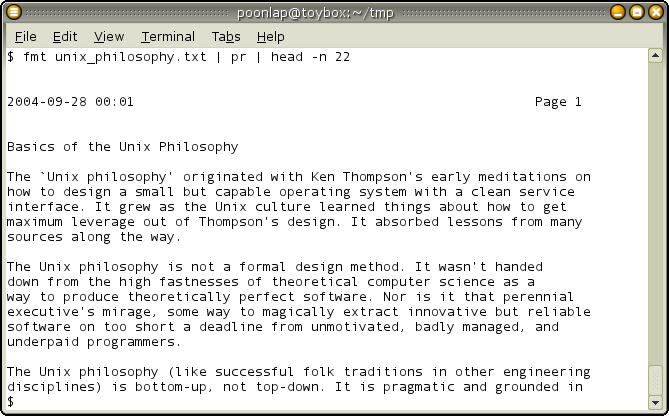 poonlap@toybox:~/tmp
File Edit View Terminal Tabs Help
$ fmt unix_philosophy.txt | pr | head -n 22
2004-09-28 00:01 Page 1
Basics of the Unix Philosophy
The `Unix philosophy' originated with Ken Thompson's early meditations on
how to design a small but capable operating system with a clean service
interface. It grew as the Unix culture learned things about how to get
maximum leverage out of Thompson's design. It absorbed lessons from many
sources along the way.
The Unix philosophy is not a formal design method. It wasn't handed
down from the high fastnesses of theoretical computer science as a
way to produce theoretically perfect software. Nor is it that perennial
executive's mirage, some way to magically extract innovative but reliable
software on too short a deadline from unmotivated, badly managed, and
underpaid programmers.
The Unix philosophy (like successful folk traditions in other engineering
disciplines) is bottom-up, not top-down. It is pragmatic and grounded in
$